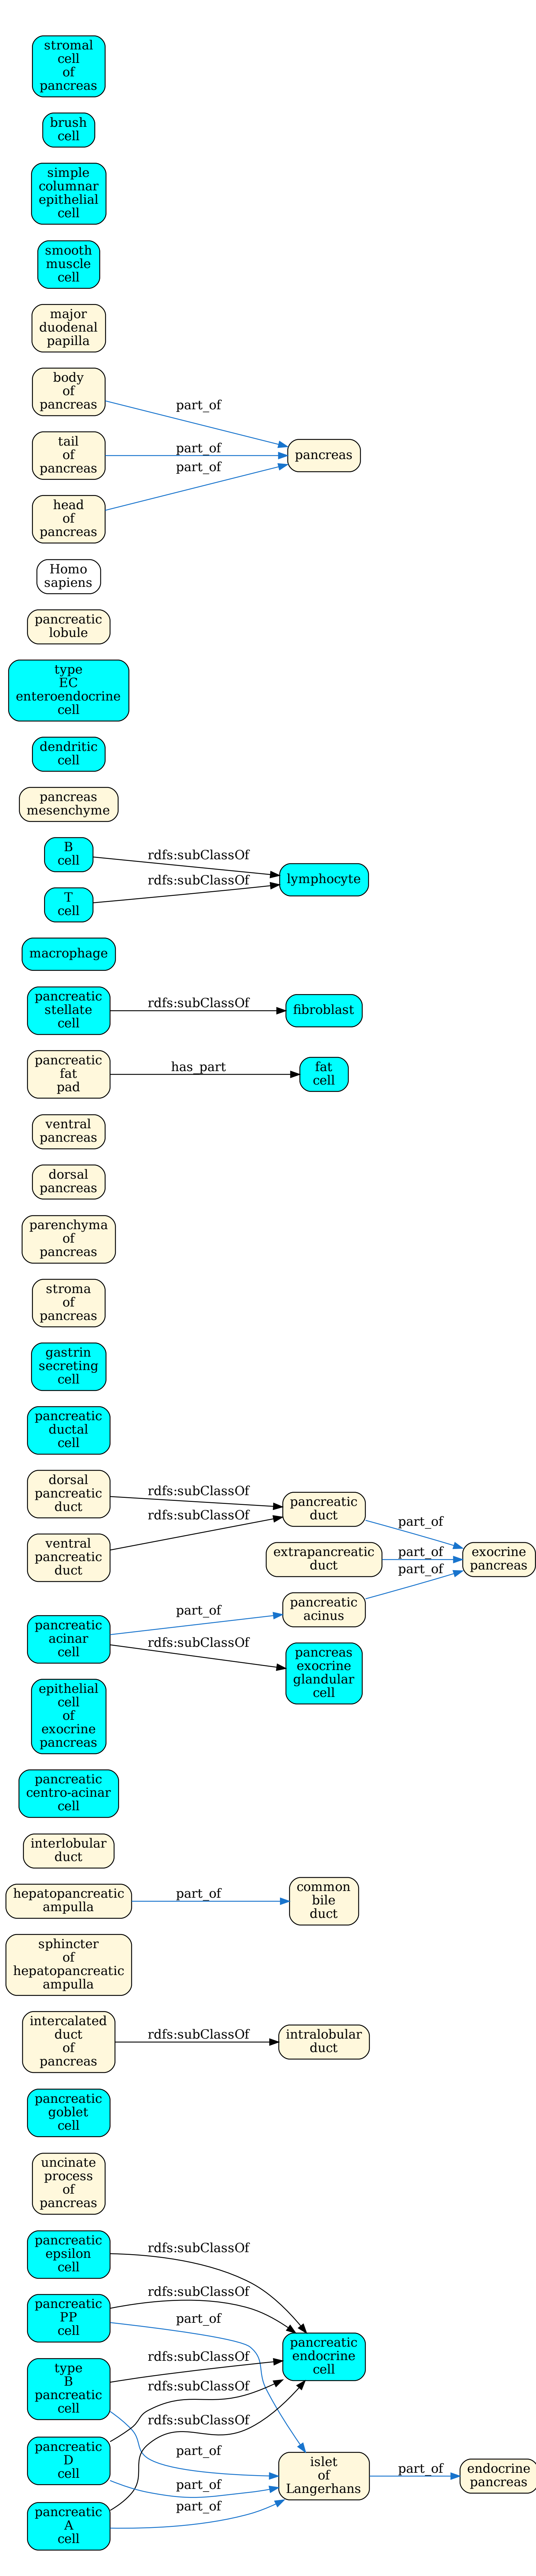 stromal
cell
of
pancreas
brush
cell
simple
columnar
epithelial
cell
smooth
muscle
cell
major
duodenal
papilla
body
of
pancreas
part_of
tail
of
pancreas
part_of
pancreas
part_of
head
of
pancreas
Homo
sapiens
pancreatic
lobule
type
EC
enteroendocrine
cell
dendritic
cell
pancreas
mesenchyme
B
cell
rdfs:subClassOf
lymphocyte
rdfs:subClassOf
T
cell
macrophage
pancreatic
stellate
cell
rdfs:subClassOf
fibroblast
pancreatic
fat
pad
has_part
fat
cell
ventral
pancreas
dorsal
pancreas
parenchyma
of
pancreas
stroma
of
pancreas
gastrin
secreting
cell
pancreatic
ductal
cell
dorsal
pancreatic
duct
rdfs:subClassOf
pancreatic
duct
part_of
rdfs:subClassOf
ventral
pancreatic
duct
extrapancreatic
duct
part_of
exocrine
pancreas
part_of
pancreatic
acinus
part_of
pancreatic
acinar
cell
rdfs:subClassOf
pancreas
exocrine
glandular
cell
epithelial
cell
of
exocrine
pancreas
pancreatic
centro-acinar
cell
interlobular
duct
hepatopancreatic
ampulla
part_of
common
bile
duct
sphincter
of
hepatopancreatic
ampulla
intercalated
duct
of
pancreas
rdfs:subClassOf
intralobular
duct
pancreatic
goblet
cell
uncinate
process
of
pancreas
pancreatic
epsilon
cell
rdfs:subClassOf
pancreatic
PP
cell
rdfs:subClassOf
part_of
pancreatic
endocrine
cell
type
B
pancreatic
cell
rdfs:subClassOf
rdfs:subClassOf
rdfs:subClassOf
part_of
pancreatic
D
cell
part_of
islet
of
Langerhans
part_of
endocrine
pancreas
part_of
pancreatic
A
cell